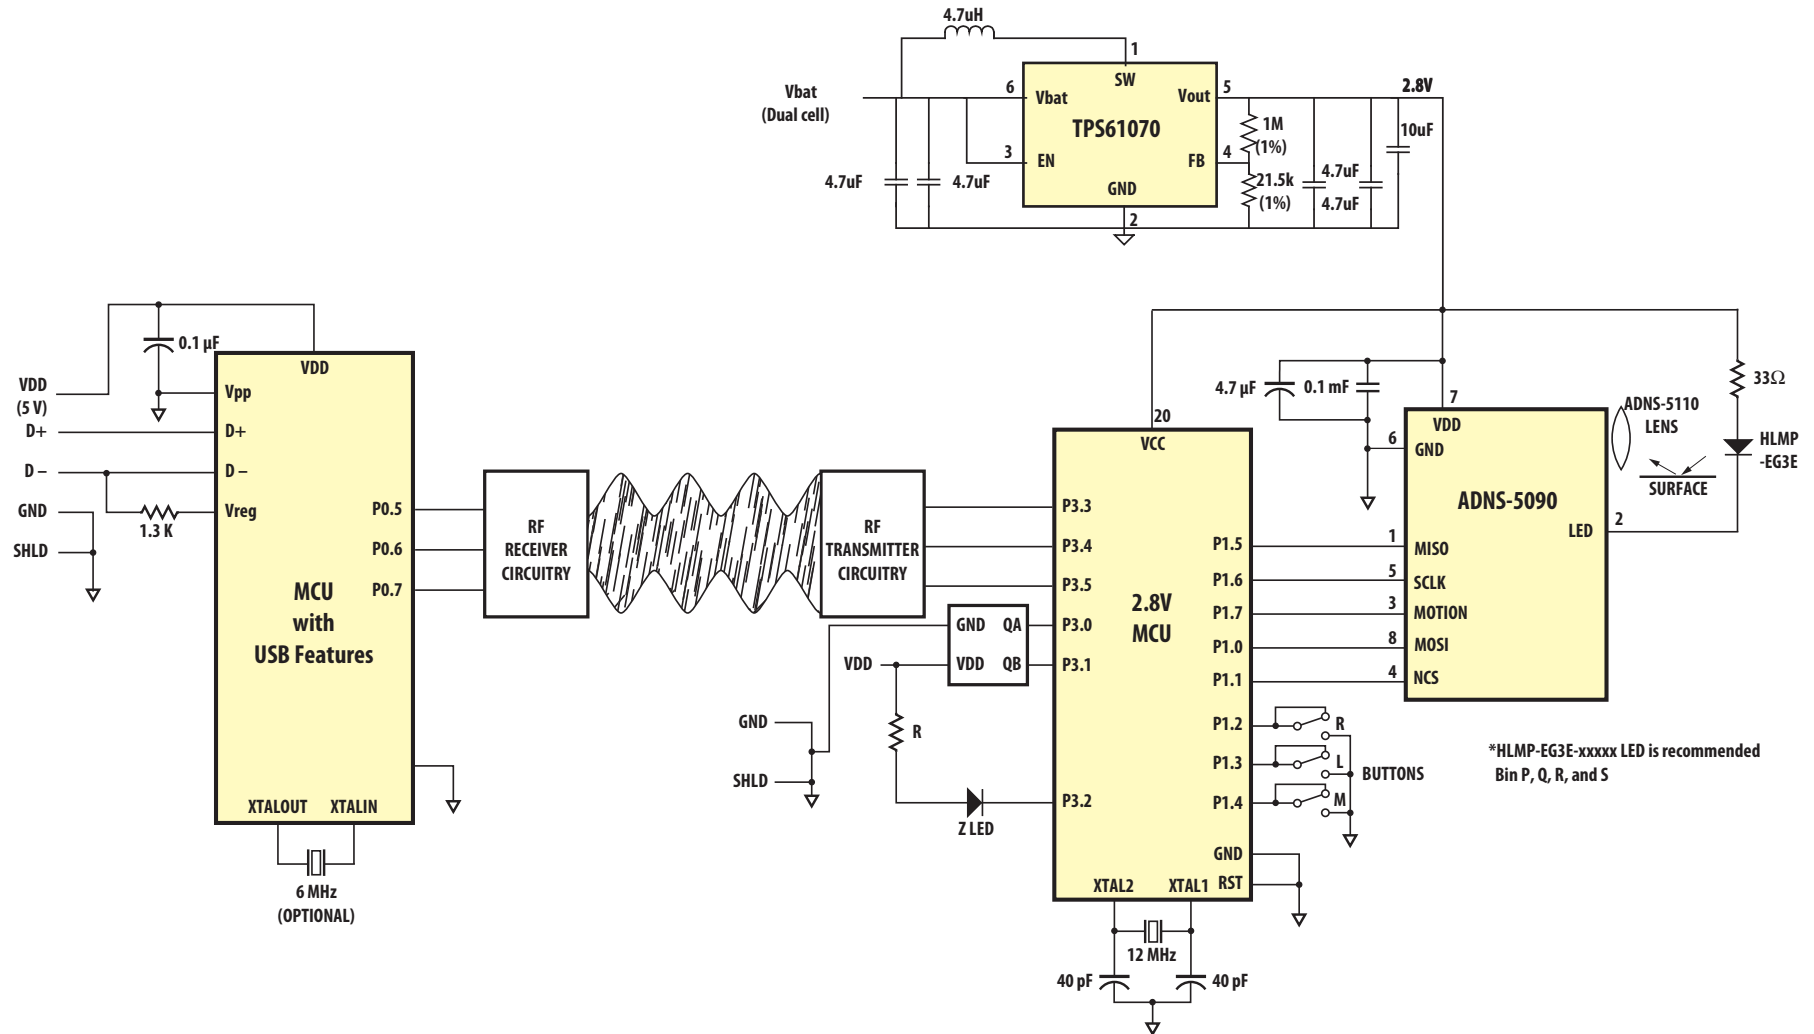 4.7uH
1
SW
Vbat
(Dual cell)
6
Vbat
Vout
5
2.8V
TPS61070
1M
(1%)
10uF
3
EN
FB
4
4.7uF
4.7uF
GND
21.5k
(1%)
4.7uF
4.7uF
2
0.1 µF
VDD
VDD
(5 V)
Vpp
D+
D+
D –
D –
GND
Vreg
1.3 K
SHLD
P0.5
P0.6
P0.7
MCU
with
USB Features
XTALOUT
XTALIN
6 MHz
(OPTIONAL)
RF
RECEIVER
CIRCUITRY
RF
TRANSMITTER
CIRCUITRY
GND
QA
VDD
VDD
QB
R
GND
SHLD
Z LED
20
VCC
P3.3
P3.4
P3.5
P3.0
P3.1
P3.2
2.8V
MCU
P1.5
P1.6
P1.7
P1.0
P1.1
P1.2
P1.3
P1.4
GND
RST
XTAL2
XTAL1
12 MHz
40 pF
40 pF
R
L
M
BUTTONS
4.7 µF
0.1 mF
7
VDD
6
GND
ADNS-5090
LED
2
1
MISO
5
SCLK
3
MOTION
8
MOSI
4
NCS
33Ω
ADNS-5110
LENS
HLMP
-EG3E
SURFACE
*HLMP-EG3E-xxxxx LED is recommended
Bin P, Q, R, and S